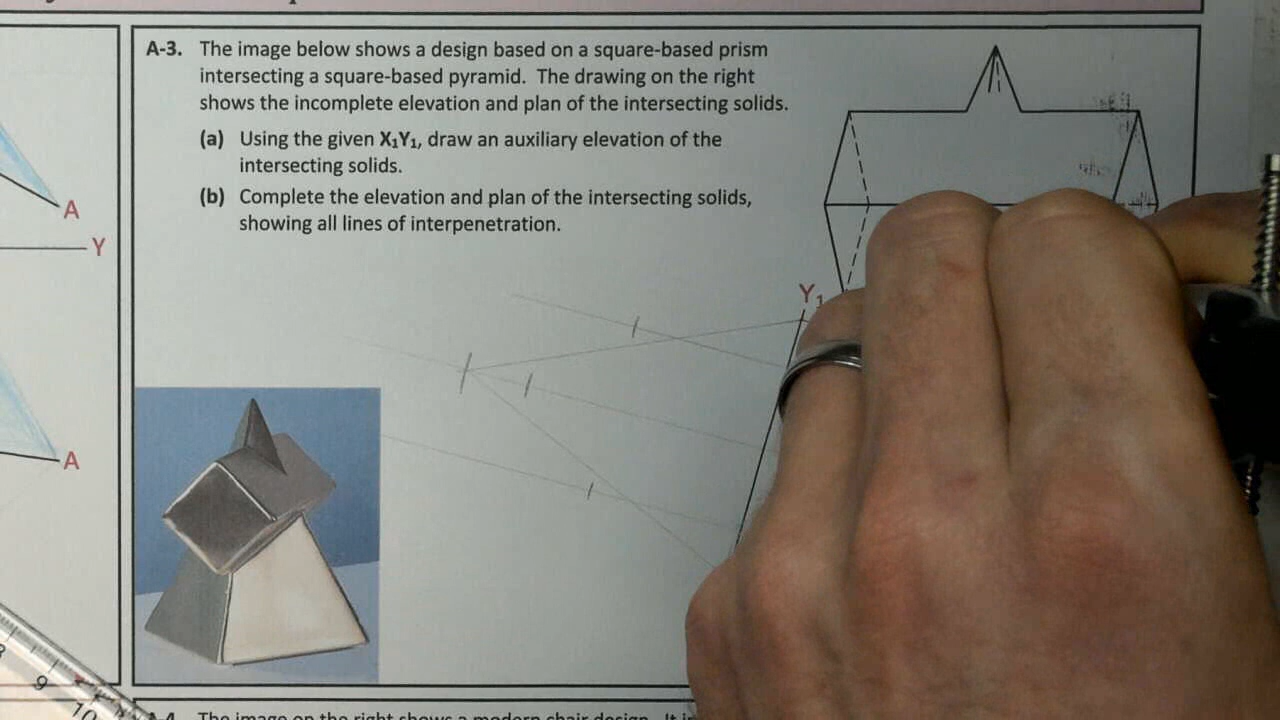 A-3. The image below shows a design based on a square-based prism
intersecting a square-based pyramid. The drawing on the right
shows the incomplete elevation and plan of the intersecting solids.
(a) Using the given X₁Y₁, draw an auxiliary elevation of the
intersecting solids.
(b) Complete the elevation and plan of the intersecting solids,
showing all lines of interpenetration.
A
Y
A
Y₁
9
10
The image on the right shows a modern chair design. It